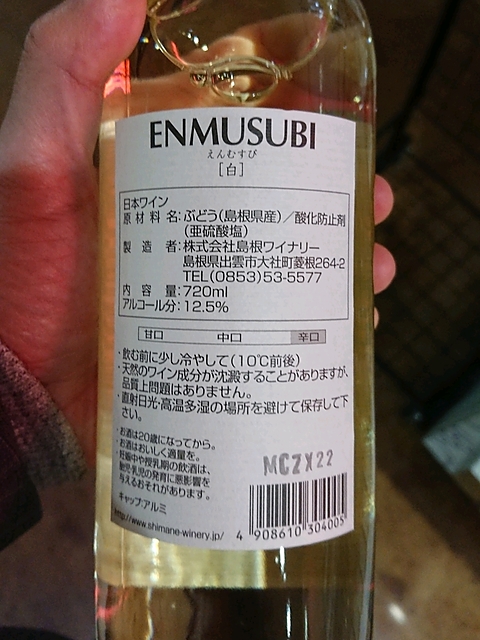 ENMUSUBI
えんむすび
[白]
日本ワイン
原材料名:ぶどう(島根県産)/酸化防止剤
(亜硫酸塩)
製造者:株式会社島根ワイナリー
島根県出雲市大社町菱根264-2
TEL(0853)53-5577
内容量:720ml
アルコール分:12.5%
甘口 中口 辛口
・飲む前に少し冷やして(10℃前後)
・天然のワイン成分が沈澱することがありますが、
品質上問題はありません。
・直射日光・高温多湿の場所を避けて保存して下
さい。
・お酒は20歳になってから。
・お酒はおいしく適量を。
・妊娠中や授乳期の飲酒は、
胎児・乳児の発育に悪影響を
与えるおそれがあります。
MCZX22
キャップ:アルミ
http://www.shimane-winery.jp/
4 908610 304005